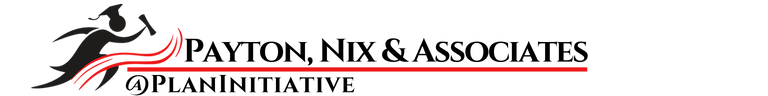 Payton, Nix & Associates
@PlanInitiative